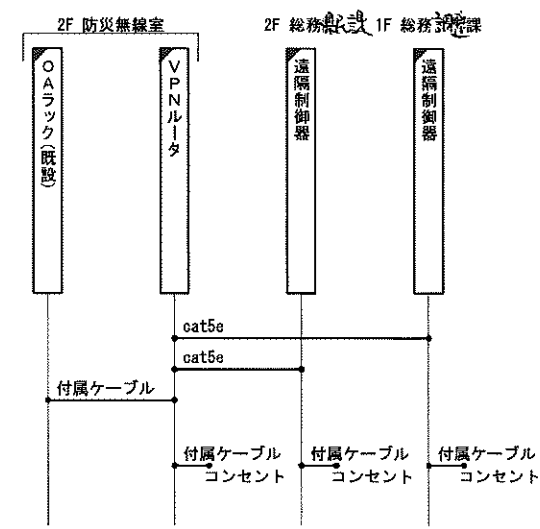 2F 防災無線室
2F 総務
1F 総務
課
OAラック(既設)
VPNルータ
遠隔制御器
遠隔制御器
cat5e
cat5e
付属ケーブル
付属ケーブル
コンセント
付属ケーブル
コンセント
付属ケーブル
コンセント